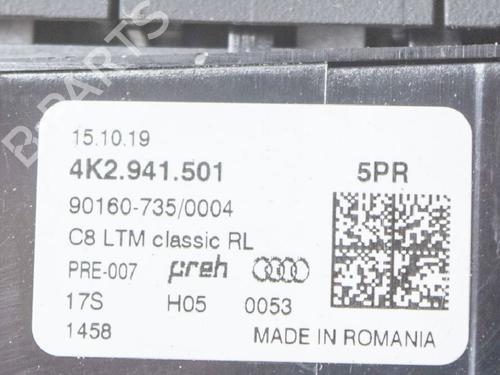 15.10.19
4K2.941.501 5PR
90160-735/0004
C8 LTM classic RL
PRE-007 preh
17S H05 0053
1458 MADE IN ROMANIA
B-PARTS